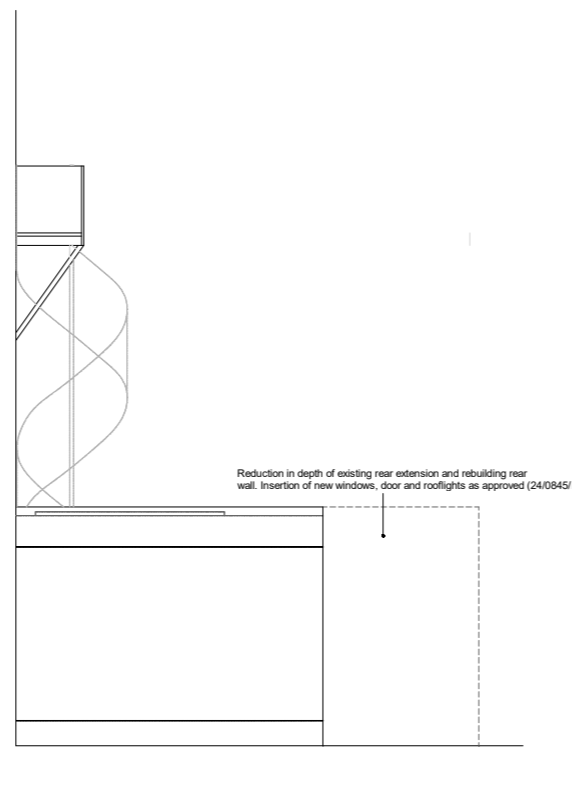 Reduction in depth of existing rear extension and rebuilding rear
wall. Insertion of new windows, door and rooflights as approved (24/0845/